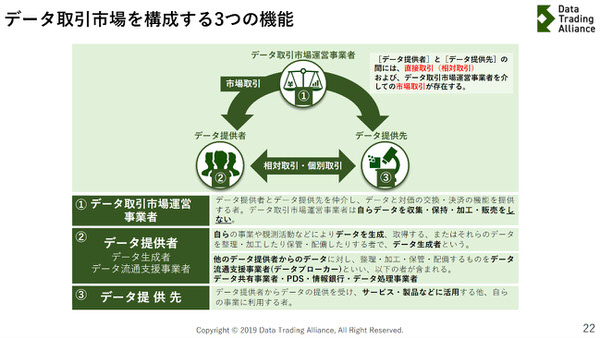 データ取引市場を構成する3つの機能
Data
Trading
Alliance
データ取引市場運営事業者
[データ提供者] と [データ提供先] の
間には、直接取引（相対取引）
および、データ取引市場運営事業者を介
しての市場取引が存在する。
市場取引
①
データ提供者
データ提供先
相対取引・個別取引
②
③
① データ取引市場運営
事業者
データ提供者とデータ提供先を仲介し、データと対価の交換・決済の機能を提供
する者。データ取引市場運営事業者は自らデータを収集・保持・加工・販売をし
ない。
② データ提供者
データ生成者
データ流通支援事業者
自らの事業や観測活動などによりデータを生成、取得する、またはそれらのデータ
を整理・加工したり保管・配備したりする者で、データ生成者という。
他のデータ提供者からのデータに対し、整理・加工・保管・配備するものをデータ
流通支援事業者(データブローカー)といい、以下の者が含まれる。
データ共有事業者・PDS・情報銀行・データ処理事業者
③ データ提供先
データ提供者からデータの提供を受け、サービス・製品などに活用する他、自ら
の事業に利用する者。
Copyright © 2019 Data Trading Alliance, All Right Reserved.
22